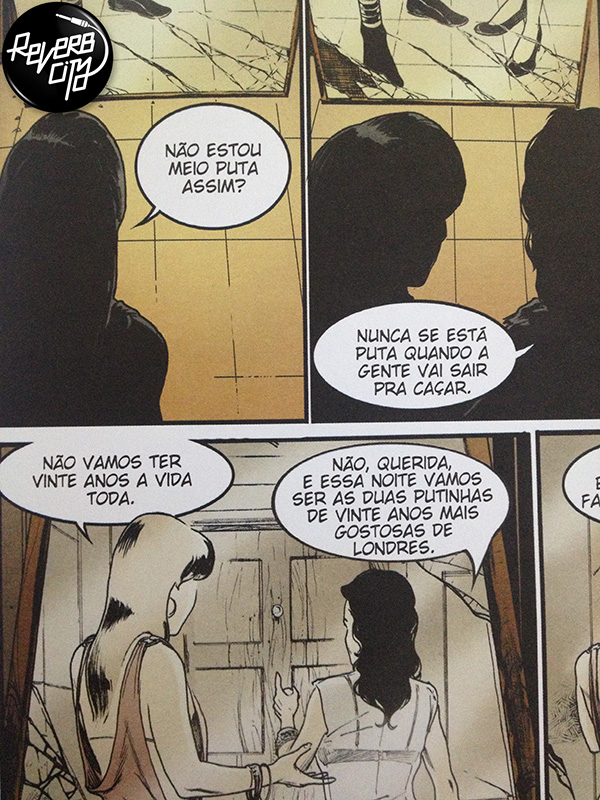 REVERB
CITY
NÃO ESTOU
MEIO PUTA
ASSIM?
NUNCA SE ESTÁ
PUTA QUANDO A
GENTE VAI SAIR
PRA CAÇAR.
NÃO VAMOS TER
VINTE ANOS A VIDA
TODA.
NÃO, QUERIDA,
E ESSA NOITE VAMOS
SER AS DUAS PUTINHAS
DE VINTE ANOS MAIS
GOSTOSAS DE
LONDRES.